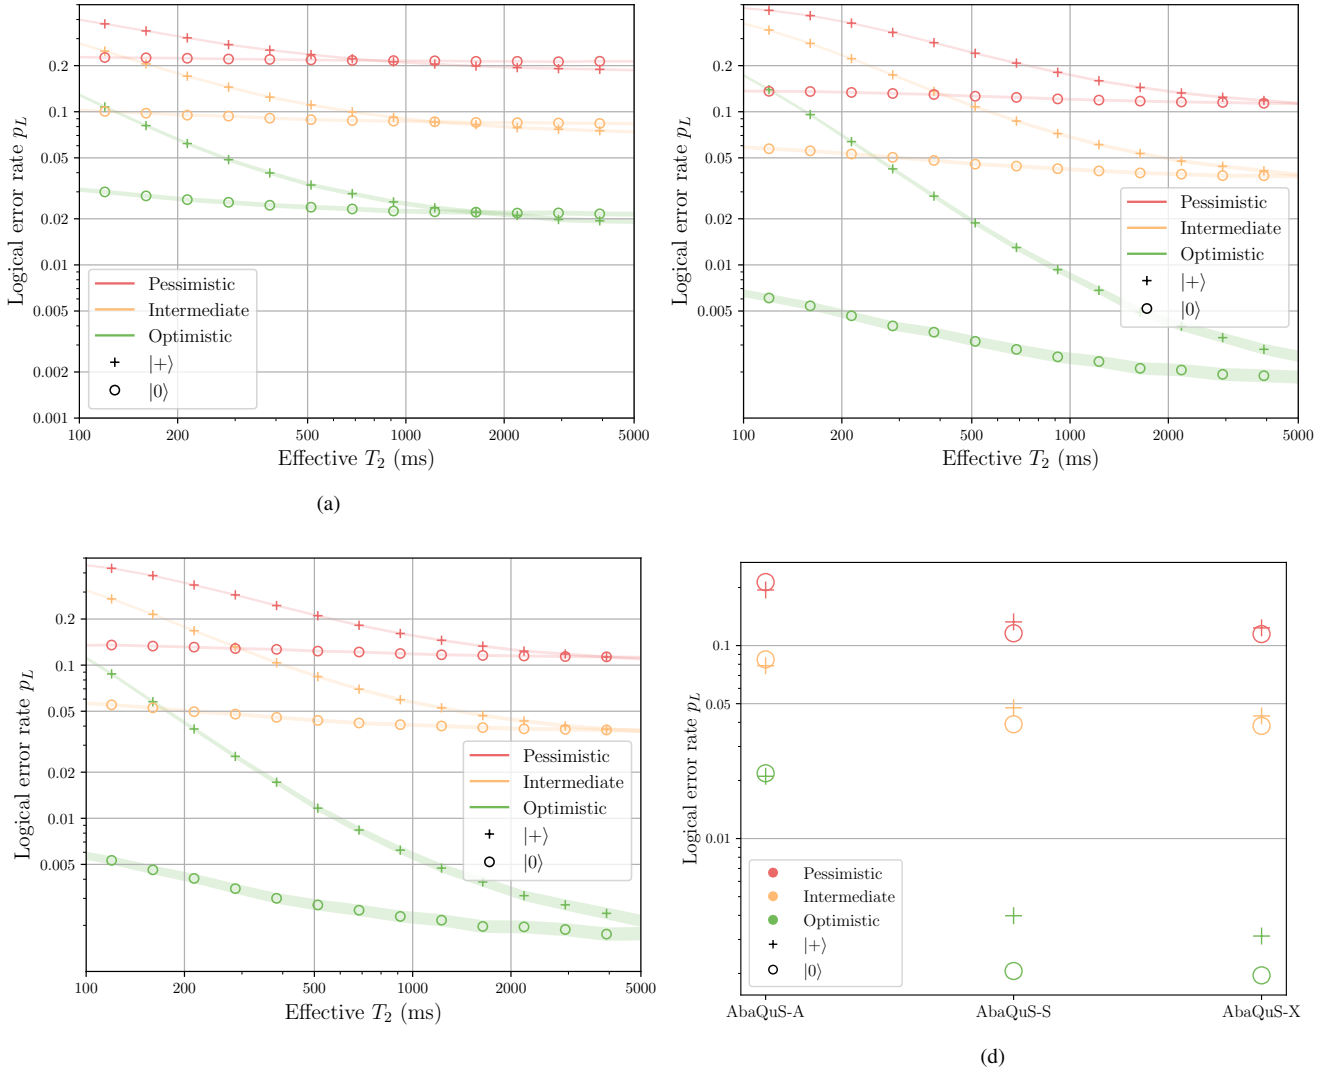 0.2
0.1
0.05
0.02
0.01
0.005
0.002
0.001
Logical error rate p_L
Pessimistic
Intermediate
Optimistic
|+⟩
|0⟩
100 200 500 1000 2000 5000
Effective T_2 (ms)
(a)
0.2
0.1
0.05
0.02
0.01
0.005
Logical error rate p_L
Pessimistic
Intermediate
Optimistic
|+⟩
|0⟩
100 200 500 1000 2000 5000
Effective T_2 (ms)
0.2
0.1
0.05
0.02
0.01
0.005
Logical error rate p_L
Pessimistic
Intermediate
Optimistic
|+⟩
|0⟩
100 200 500 1000 2000 5000
Effective T_2 (ms)
0.1
0.05
0.01
Logical error rate p_L
Pessimistic
Intermediate
Optimistic
|+⟩
|0⟩
AbaQuS-A AbaQuS-S AbaQuS-X
(d)